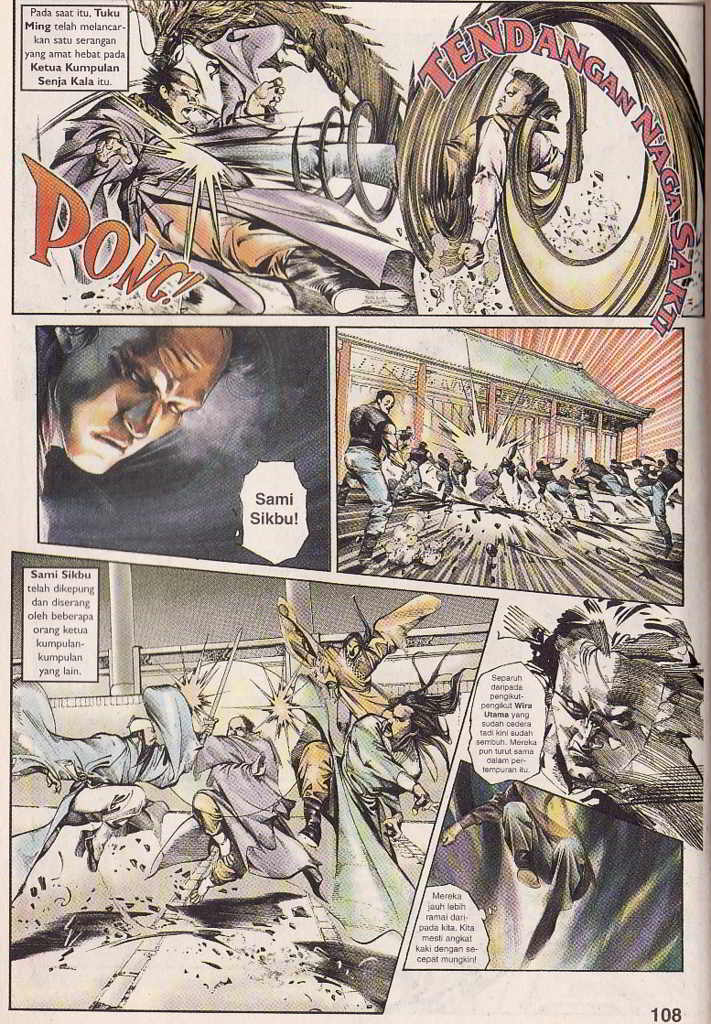 Pada saat itu, Tuku
Ming telah melancar-
kan satu serangan
yang amat hebat pada
Ketua Kumpulan
Senja Kala itu.
TENDANGAN NAGA SAKTI
PONG!
Sami
Sikbu!
Sami Sikbu
telah dikepung
dan diserang
oleh beberapa
orang ketua
kumpulan-
kumpulan
yang lain.
Separuh
daripada
pengikut-
pengikut Wira
Utama yang
sudah cedera
tadi kini sudah
sembuh. Mereka
pun turut sama
dalam per-
tempuran itu.
Mereka
jauh lebih
ramai dari-
pada kita. Kita
mesti angkat
kaki dengan se-
cepat mungkin!
108